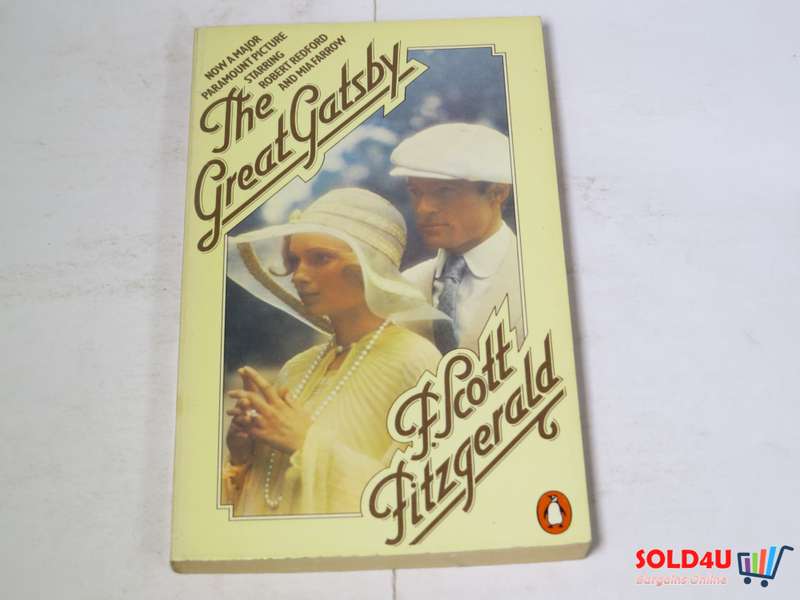 NOW A MAJOR
PARAMOUNT PICTURE
STARRING
ROBERT REDFORD
AND MIA FARROW
The
Great Gatsby
F. Scott
Fitzgerald
SOLD4U
Bargains Online